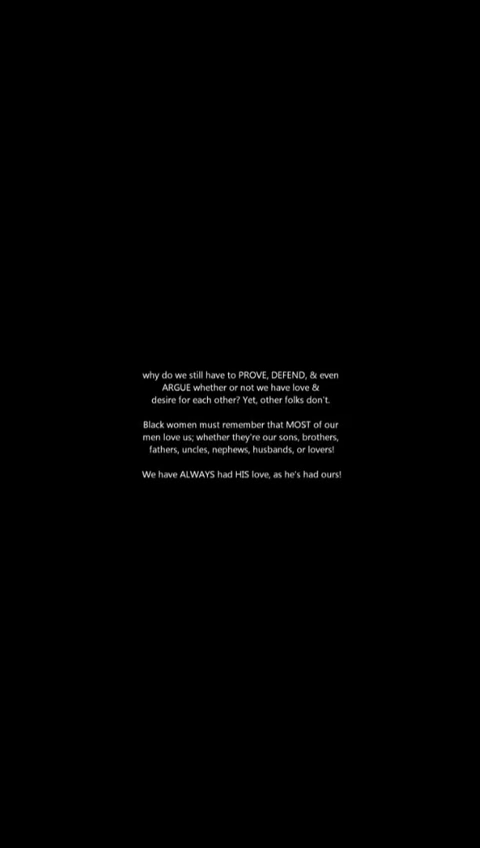 why do we still have to PROVE, DEFEND, & even
ARGUE whether or not we have love &
desire for each other? Yet, other folks don't.
Black women must remember that MOST of our
men love us; whether they're our sons, brothers,
fathers, uncles, nephews, husbands, or lovers!
We have ALWAYS had HIS love, as he's had ours!